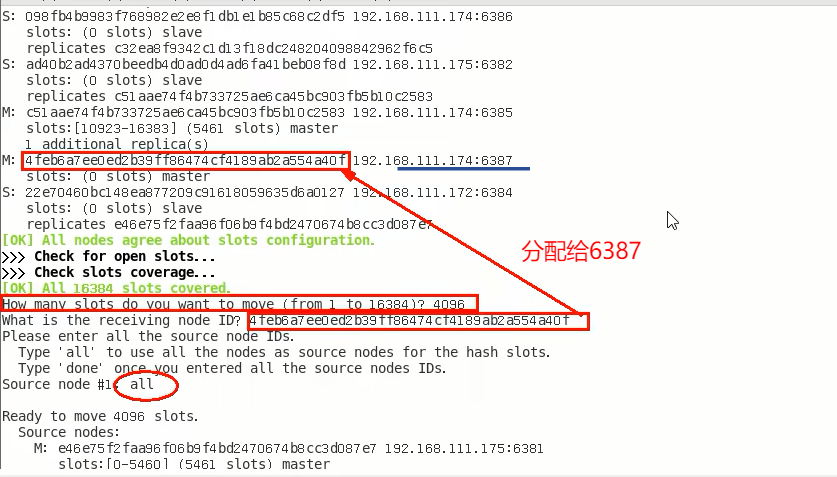 S: 098fb4b9983f768982e2e8f1db1e1b85c68c2df5 192.168.111.174:6386
slots: (0 slots) slave
replicates c32ea8f9342c1d13f18dc248204098842962f6c5
S: ad40b2ad4370beedb4d0ad0d4ad6fa41beb08f8d 192.168.111.175:6382
slots: (0 slots) slave
replicates c51aae74f4b733725ae6ca45bc903fb5b10c2583
M: c51aae74f4b733725ae6ca45bc903fb5b10c2583 192.168.111.174:6385
slots:[10923-16383] (5461 slots) master
1 additional replica(s)
M: 4feb6a7ee0ed2b39ff86474cf4189ab2a554a40f 192.168.111.174:6387
slots: (0 slots) master
S: 22e70460bc148ea877209c91618059635d6a0127 192.168.111.172:6384
slots: (0 slots) slave
replicates e46e75f2faa96f06b9f4bd2470674b8cc3d087e7
[OK] All nodes agree about slots configuration.
>>> Check for open slots...
>>> Check slots coverage...
[OK] All 16384 slots covered.
分配给6387
How many slots do you want to move (from 1 to 16384)? 4096
What is the receiving node ID? 4feb6a7ee0ed2b39ff86474cf4189ab2a554a40f
Please enter all the source node IDs.
Type 'all' to use all the nodes as source nodes for the hash slots.
Type 'done' once you entered all the source nodes IDs.
Source node #1: all
Ready to move 4096 slots.
Source nodes:
M: e46e75f2faa96f06b9f4bd2470674b8cc3d087e7 192.168.111.175:6381
slots:[0-5460] (5461 slots) master